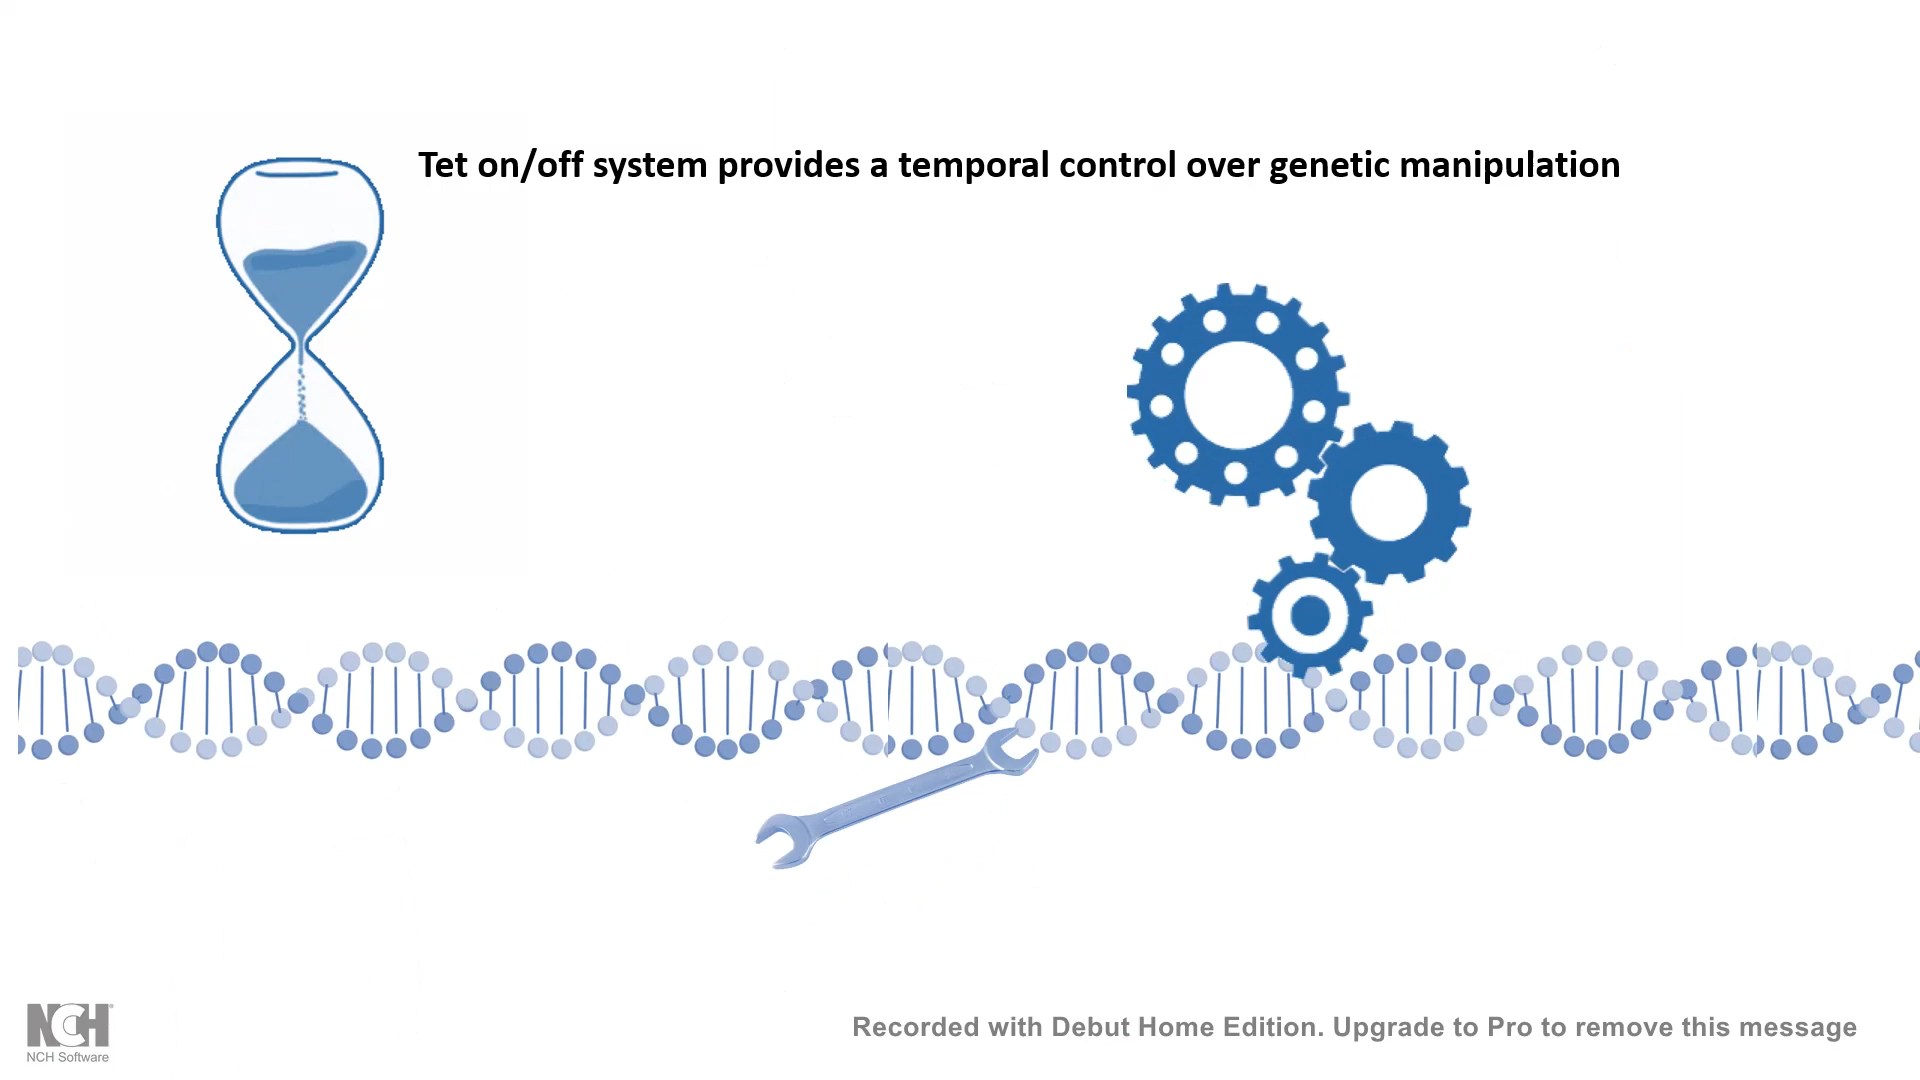 Tet on/off system provides a temporal control over genetic manipulation
NCH
NCH Software
Recorded with Debut Home Edition. Upgrade to Pro to remove this message